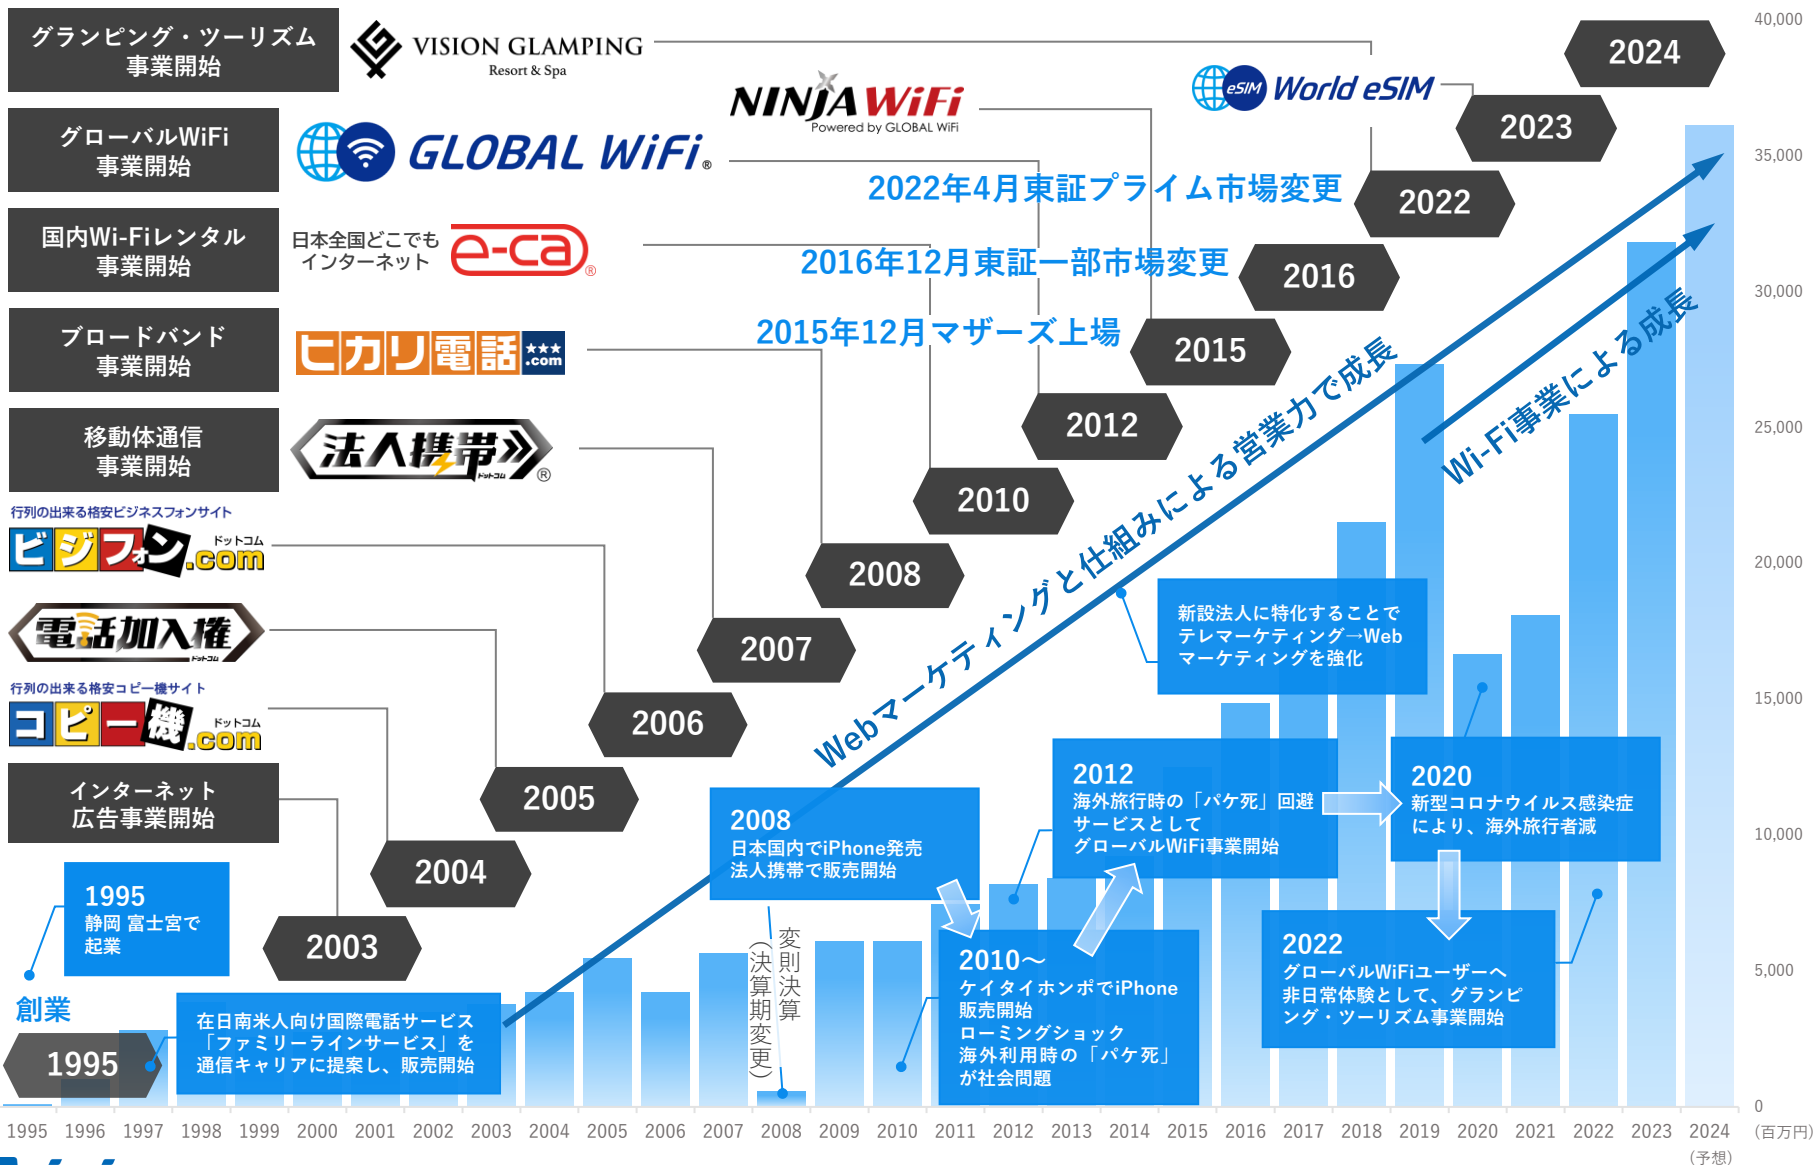 グランピング・ツーリズム
事業開始
VISION GLAMPING
Resort & Spa
グローバルWiFi
事業開始
GLOBAL WiFi®
NINJA WiFi
Powered by GLOBAL WiFi
eSIM World eSIM
国内Wi-Fiレンタル
事業開始
日本全国どこでも
インターネット
e-ca®
ブロードバンド
事業開始
ヒカリ電話.com
移動体通信
事業開始
法人携帯
ドットコム
®
行列の出来る格安ビジネスフォンサイト
ビジフォン.com
ドットコム
電話加入権
ドットコム
行列の出来る格安コピー機サイト
コピー機.com
ドットコム
インターネット
広告事業開始
2022年4月東証プライム市場変更
2016年12月東証一部市場変更
2015年12月マザーズ上場
2024
2023
2022
2016
2015
2012
2010
2008
2007
2006
2005
2004
2003
1995
創業
Webマーケティングと仕組みによる営業力で成長
Wi-Fi事業による成長
1995
静岡 富士宮で
起業
在日南米人向け国際電話サービス
「ファミリーラインサービス」を
通信キャリアに提案し、販売開始
2008
日本国内でiPhone発売
法人携帯で販売開始
変則決算
（決算期変更）
2010～
ケイタイホンポでiPhone
販売開始
ローミングショック
海外利用時の「パケ死」
が社会問題
2012
海外旅行時の「パケ死」回避
サービスとして
グローバルWiFi事業開始
新設法人に特化することで
テレマーケティング→Web
マーケティングを強化
2020
新型コロナウイルス感染症
により、海外旅行者減
2022
グローバルWiFiユーザーへ
非日常体験として、グランピ
ング・ツーリズム事業開始
40,000
35,000
30,000
25,000
20,000
15,000
10,000
5,000
0
(百万円)
1995 1996 1997 1998 1999 2000 2001 2002 2003 2004 2005 2006 2007 2008 2009 2010 2011 2012 2013 2014 2015 2016 2017 2018 2019 2020 2021 2022 2023 2024
(予想)